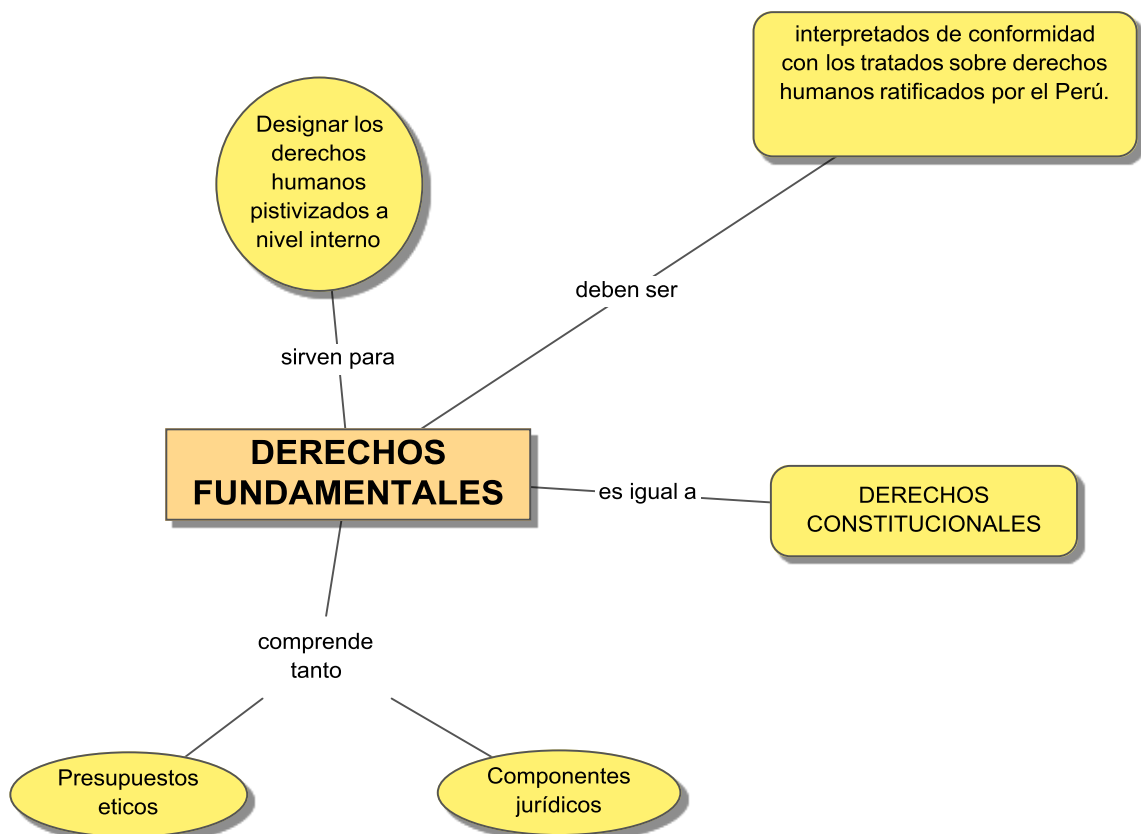 interpretados de conformidad
con los tratados sobre derechos
humanos ratificados por el Perú.
Designar los
derechos
humanos
pistivizados a
nivel interno
deben ser
sirven para
DERECHOS
FUNDAMENTALES
es igual a
DERECHOS
CONSTITUCIONALES
comprende
tanto
Presupuestos
eticos
Componentes
jurídicos